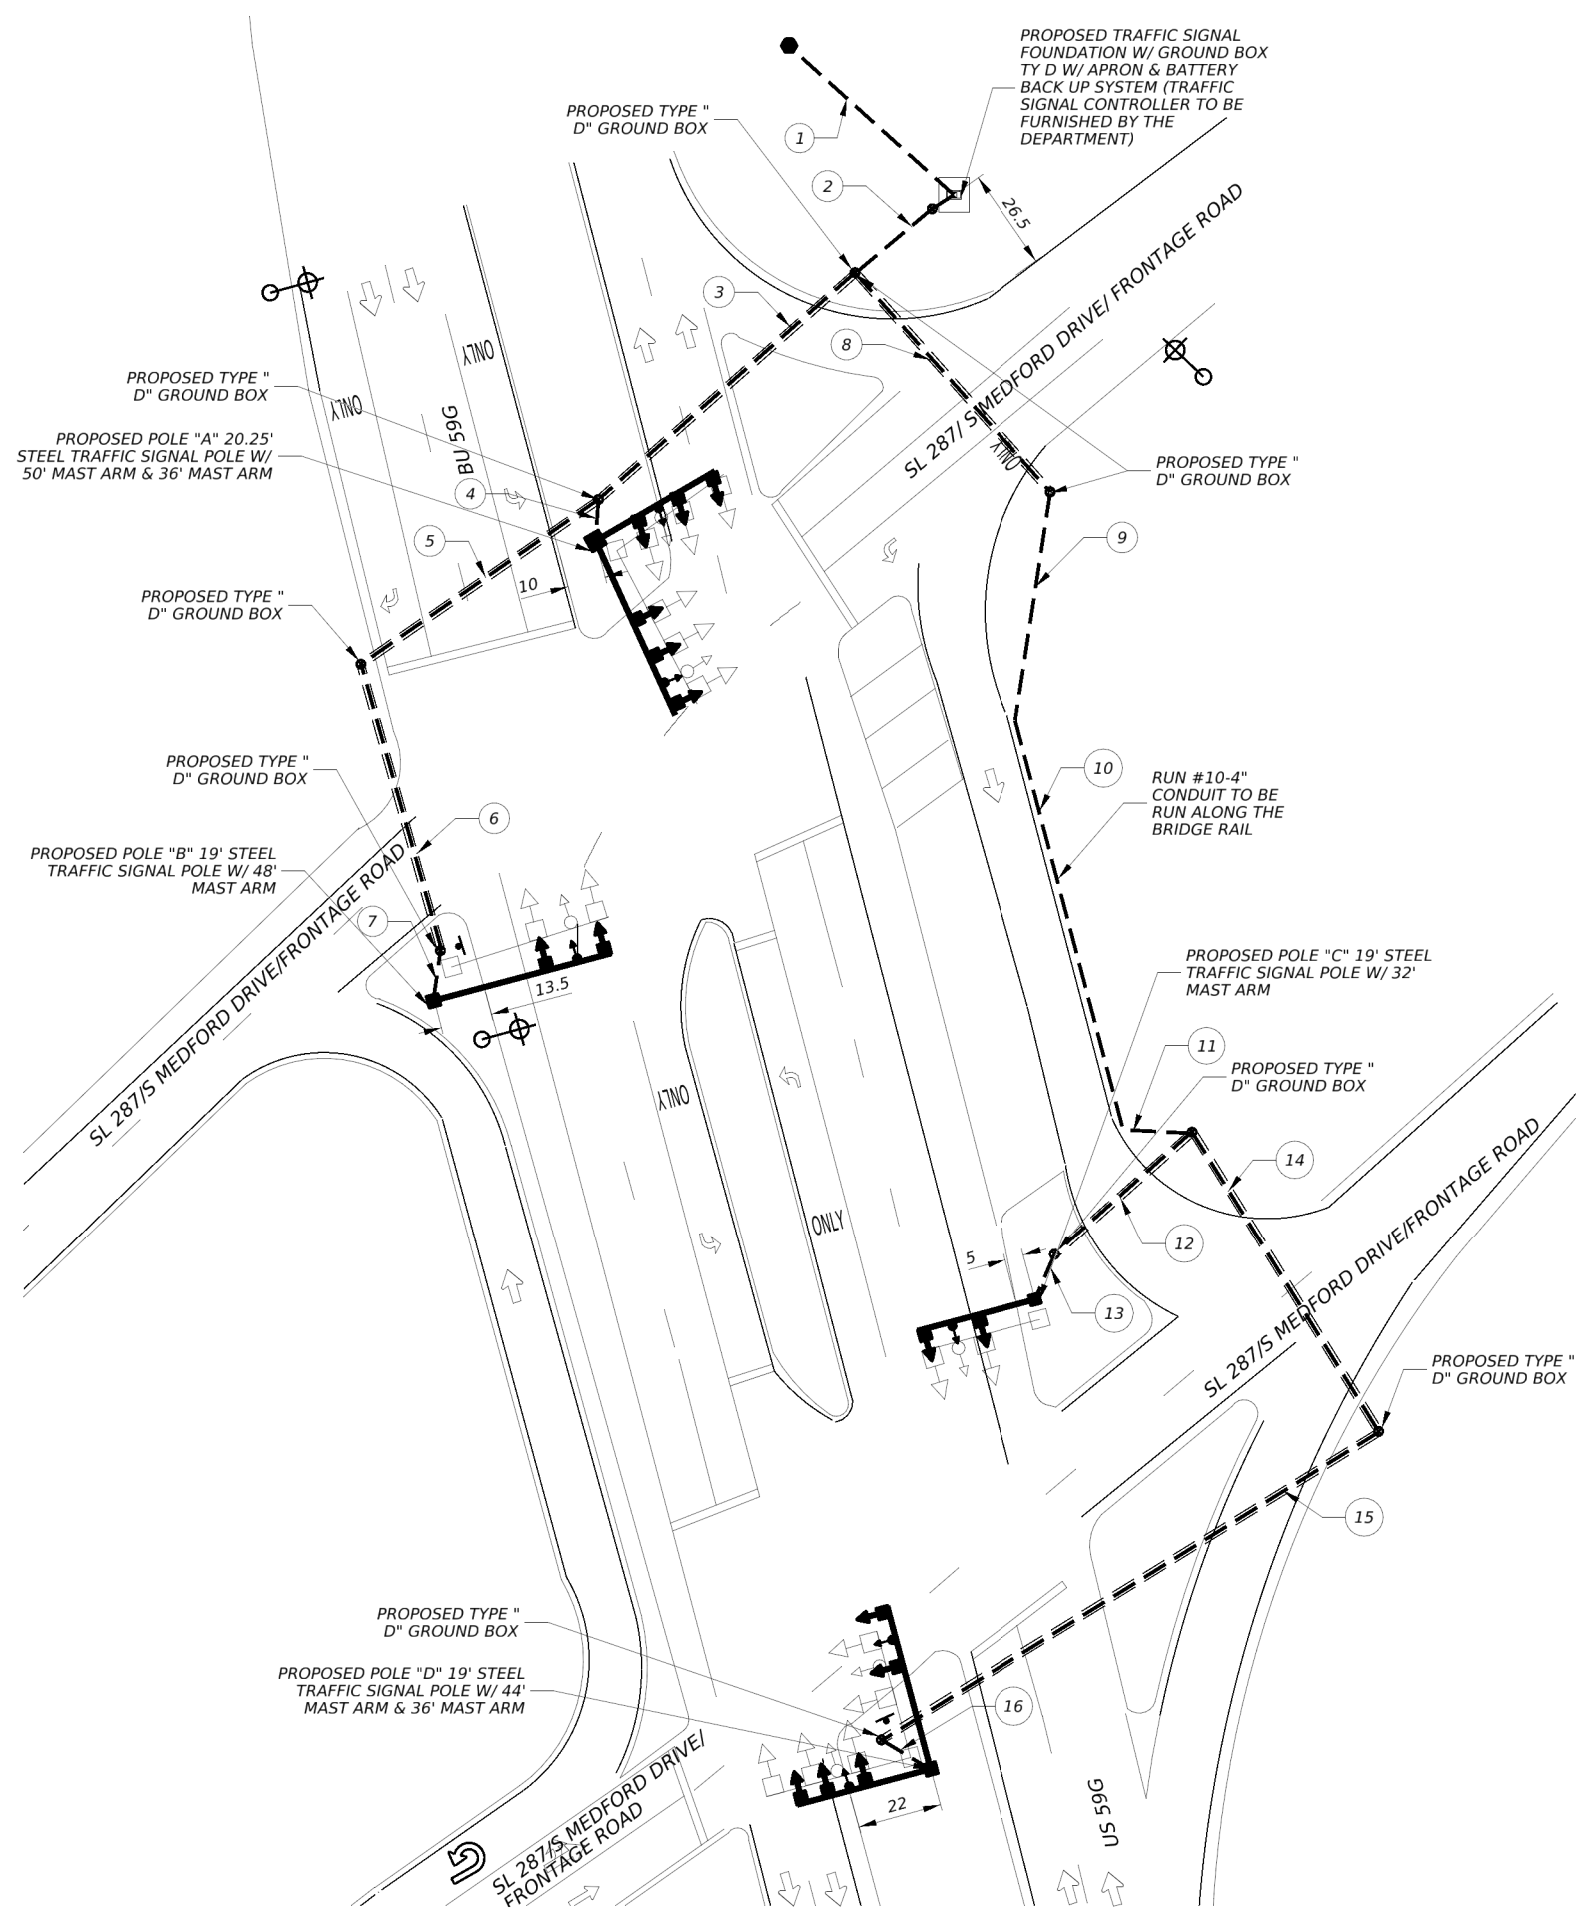 PROPOSED TRAFFIC SIGNAL
FOUNDATION W/ GROUND BOX
TY D W/ APRON & BATTERY
BACK UP SYSTEM (TRAFFIC
SIGNAL CONTROLLER TO BE
FURNISHED BY THE
DEPARTMENT)
PROPOSED TYPE "
D" GROUND BOX
1
2
26.5
SL 287/ S MEDFORD DRIVE/ FRONTAGE ROAD
3
8
ONLY
ONLY
BU 59G
PROPOSED TYPE "
D" GROUND BOX
PROPOSED POLE "A" 20.25'
STEEL TRAFFIC SIGNAL POLE W/
50' MAST ARM & 36' MAST ARM
ONLY
PROPOSED TYPE "
D" GROUND BOX
4
5
9
10
PROPOSED TYPE "
D" GROUND BOX
PROPOSED TYPE "
D" GROUND BOX
10
RUN #10-4"
CONDUIT TO BE
RUN ALONG THE
BRIDGE RAIL
6
PROPOSED POLE "B" 19' STEEL
TRAFFIC SIGNAL POLE W/ 48'
MAST ARM
7
SL 287/S MEDFORD DRIVE/FRONTAGE ROAD
13.5
PROPOSED POLE "C" 19' STEEL
TRAFFIC SIGNAL POLE W/ 32'
MAST ARM
11
PROPOSED TYPE "
D" GROUND BOX
ONLY
14
SL 287/S MEDFORD DRIVE/FRONTAGE ROAD
ONLY
12
5
13
PROPOSED TYPE "
D" GROUND BOX
15
PROPOSED TYPE "
D" GROUND BOX
PROPOSED POLE "D" 19' STEEL
TRAFFIC SIGNAL POLE W/ 44'
MAST ARM & 36' MAST ARM
16
22
US 59G
SL 287/S MEDFORD DRIVE/
FRONTAGE ROAD